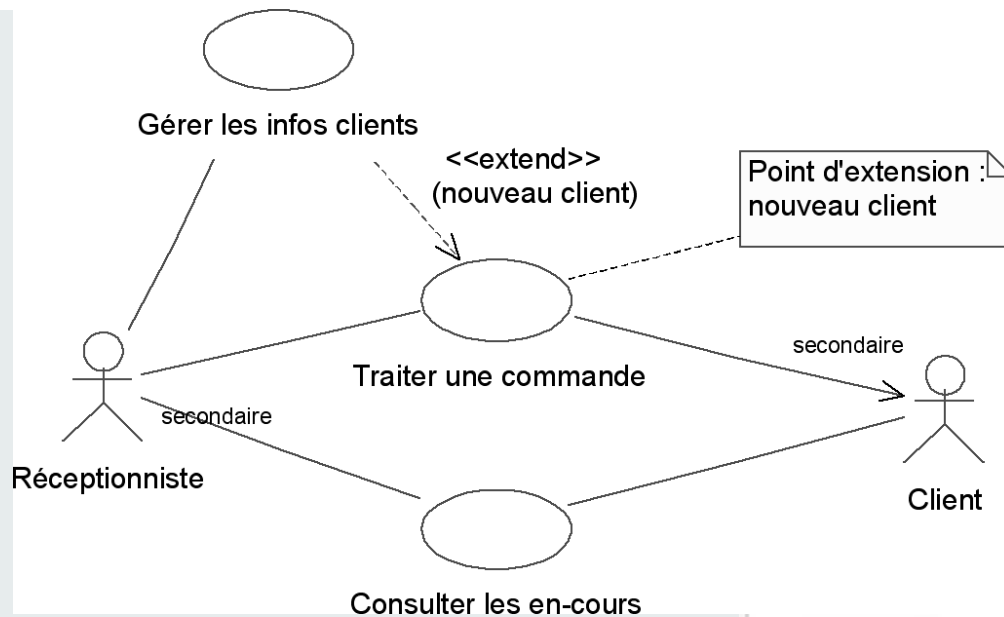 Gérer les infos clients
<<extend>>
(nouveau client)
Point d'extension :
nouveau client
Traiter une commande
secondaire
secondaire
Réceptionniste
Client
Consulter les en-cours